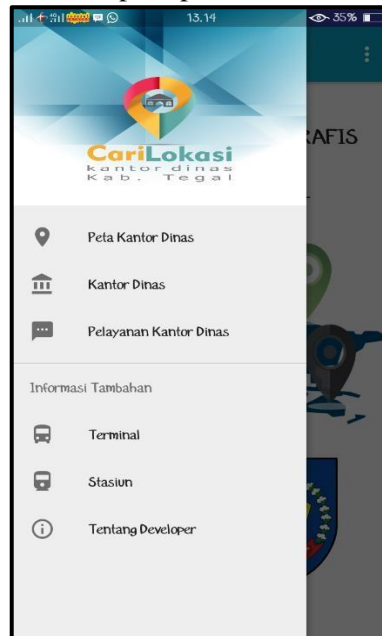 13.14
35%
AFIS
CariLokasi
kantor dinas
Kab. Tegal
Peta Kantor Dinas
Kantor Dinas
Pelayanan Kantor Dinas
Informasi Tambahan
Terminal
Stasiun
Tentang Developer